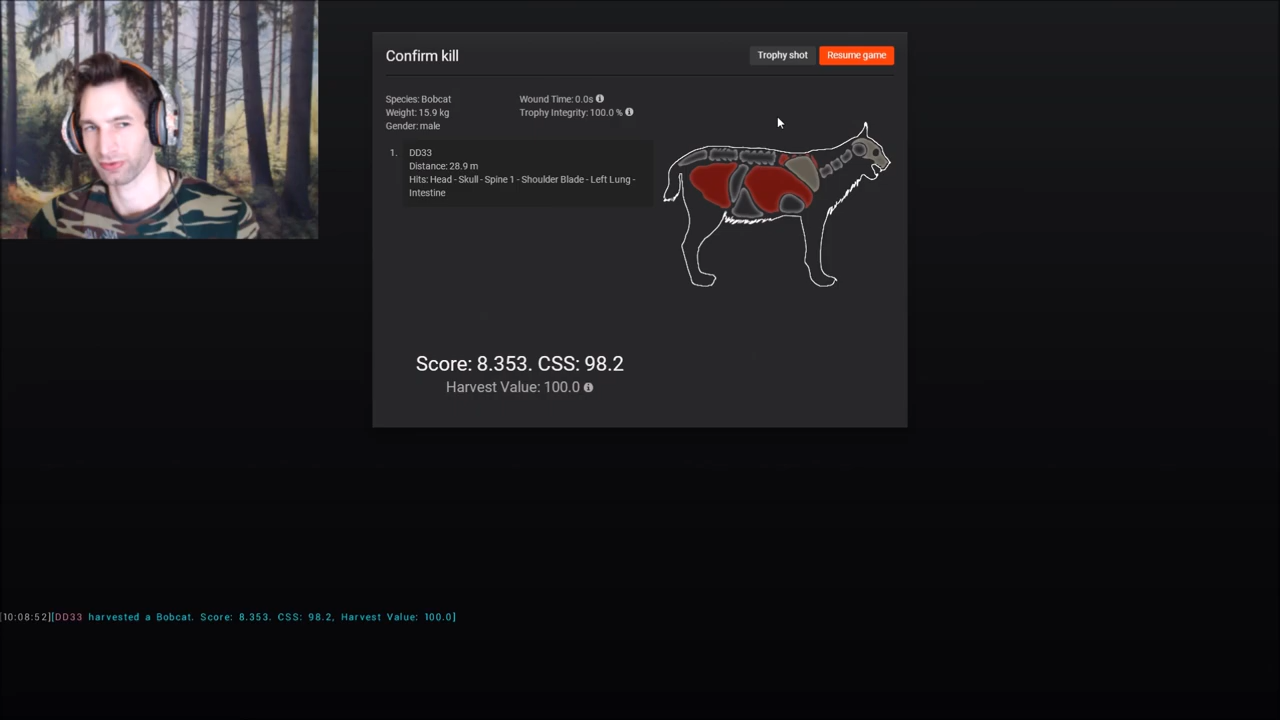 Confirm kill
Trophy shot
Resume game
Species: Bobcat
Weight: 15.9 kg
Gender: male
Wound Time: 0.0s
Trophy Integrity: 100.0 %
1.
DD33
Distance: 28.9 m
Hits: Head - Skull - Spine 1 - Shoulder Blade - Left Lung -
Intestine
Score: 8.353. CSS: 98.2
Harvest Value: 100.0
[10:08:52][DD33 harvested a Bobcat. Score: 8.353. CSS: 98.2, Harvest Value: 100.0]